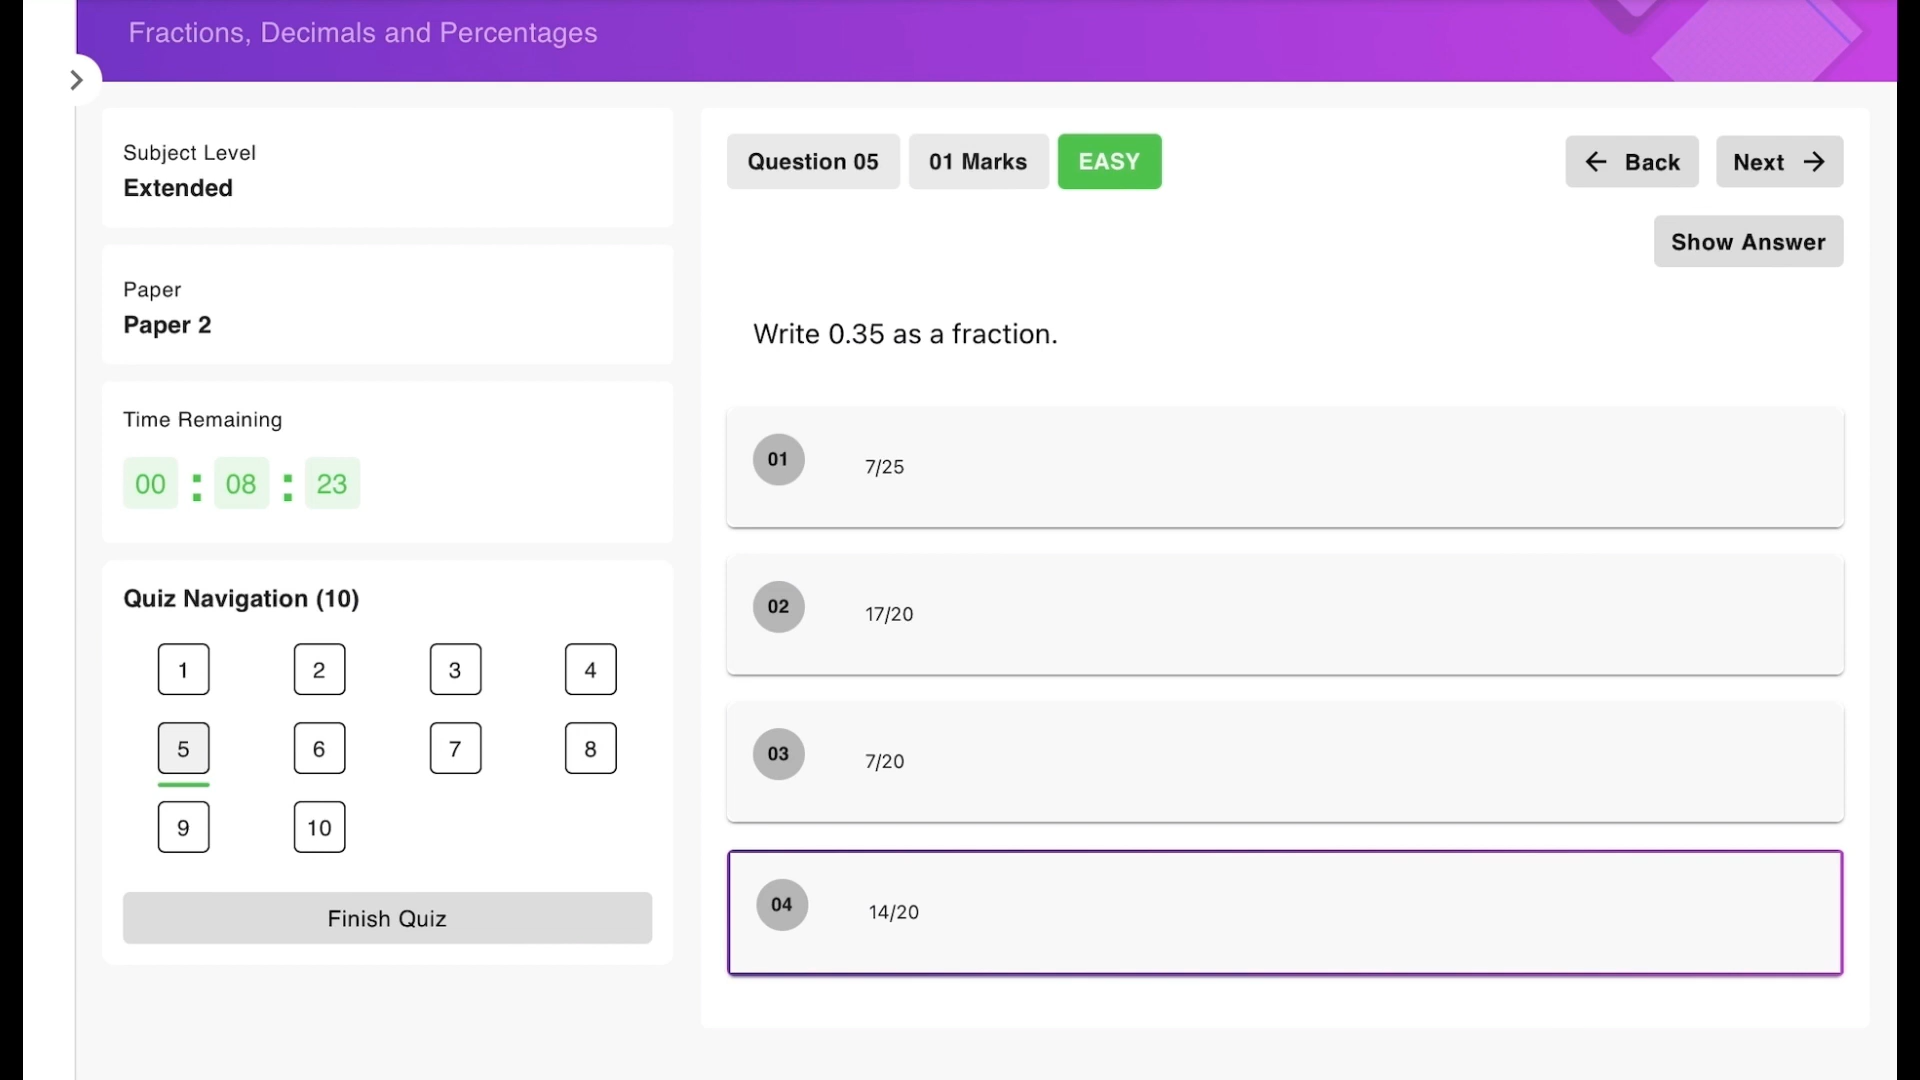 Fractions, Decimals and Percentages
Subject Level
Extended
Paper
Paper 2
Time Remaining
00 : 08 : 23
Quiz Navigation (10)
1 2 3 4
5 6 7 8
9 10
Finish Quiz
Question 05 01 Marks EASY
Back Next
Show Answer
Write 0.35 as a fraction.
01 7/25
02 17/20
03 7/20
04 14/20